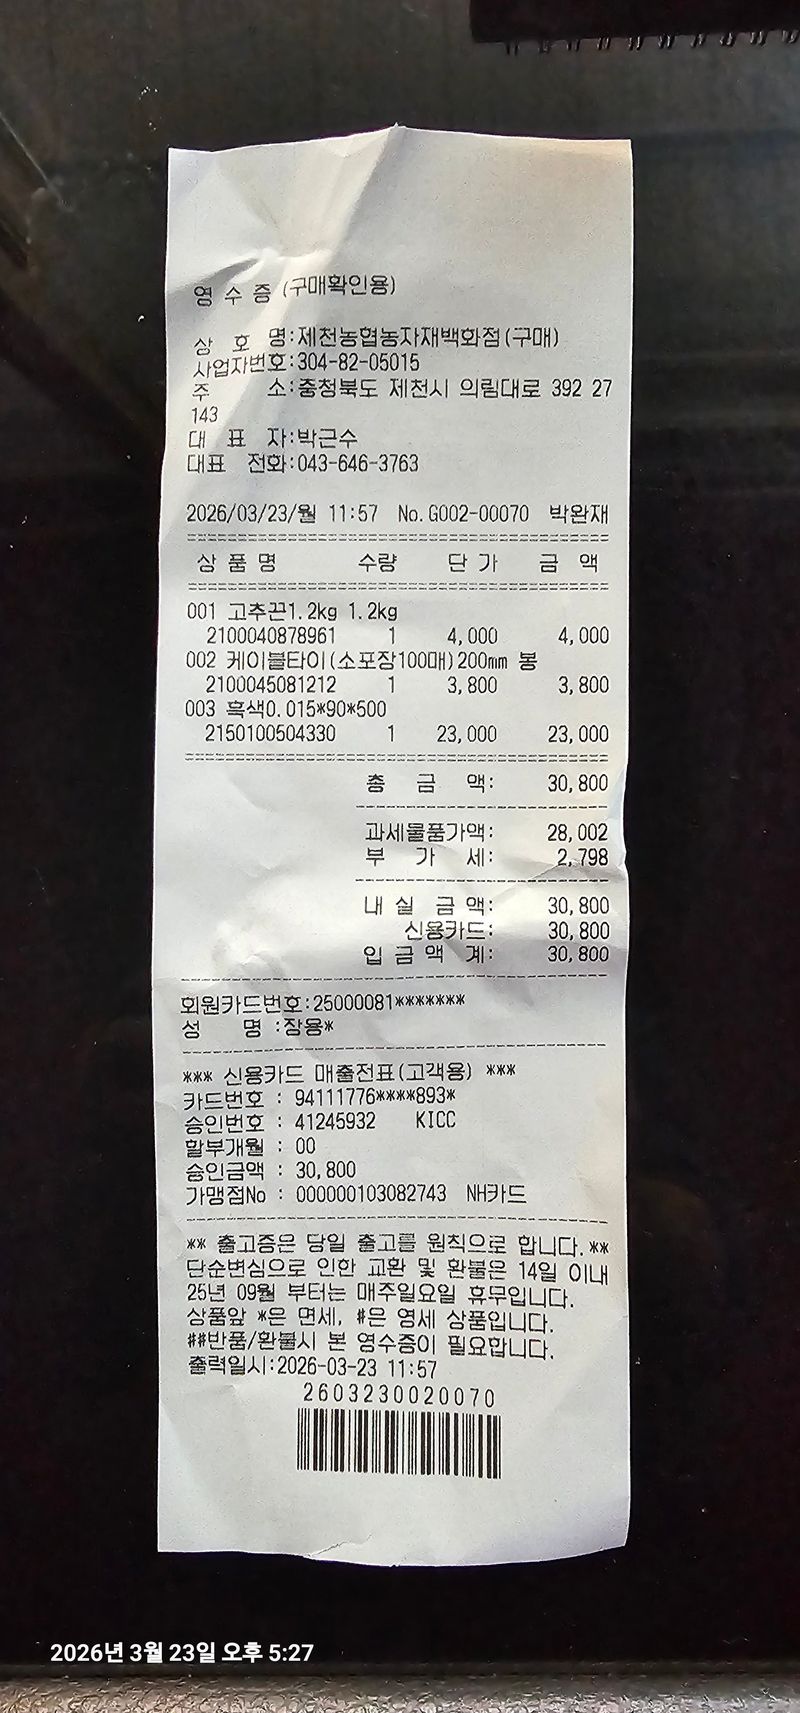 영 수 증 (구매확인용)
상 호 명:제천농협농자재백화점(구매)
사업자번호:304-82-05015
주 소:충청북도 제천시 의림대로 392 27
143
대 표 자:박근수
대표 전화:043-646-3763
2026/03/23/월 11:57 No.G002-00070 박완재
상 품 명 수량 단 가 금 액
001 고추끈1.2kg 1.2kg
2100040878961 1 4,000 4,000
002 케이블타이(소포장100매)200mm 봉
2100045081212 1 3,800 3,800
003 흑색0.015*90*500
2150100504330 1 23,000 23,000
총 금 액: 30,800
과세물품가액: 28,002
부 가 세: 2,798
내 실 금 액: 30,800
신용카드: 30,800
입 금 액 계: 30,800
회원카드번호:25000081*******
성 명 :장용*
*** 신용카드 매출전표(고객용) ***
카드번호 : 94111776****893*
승인번호 : 41245932 KICC
할부개월 : 00
승인금액 : 30,800
가맹점No : 000000103082743 NH카드
** 출고증은 당일 출고를 원칙으로 합니다.**
단순변심으로 인한 교환 및 환불은 14일 이내
25년 09월 부터는 매주일요일 휴무입니다.
상품앞 *은 면세, #은 영세 상품입니다.
##반품/환불시 본 영수증이 필요합니다.
출력일시:2026-03-23 11:57
2603230020070
2026년 3월 23일 오후 5:27